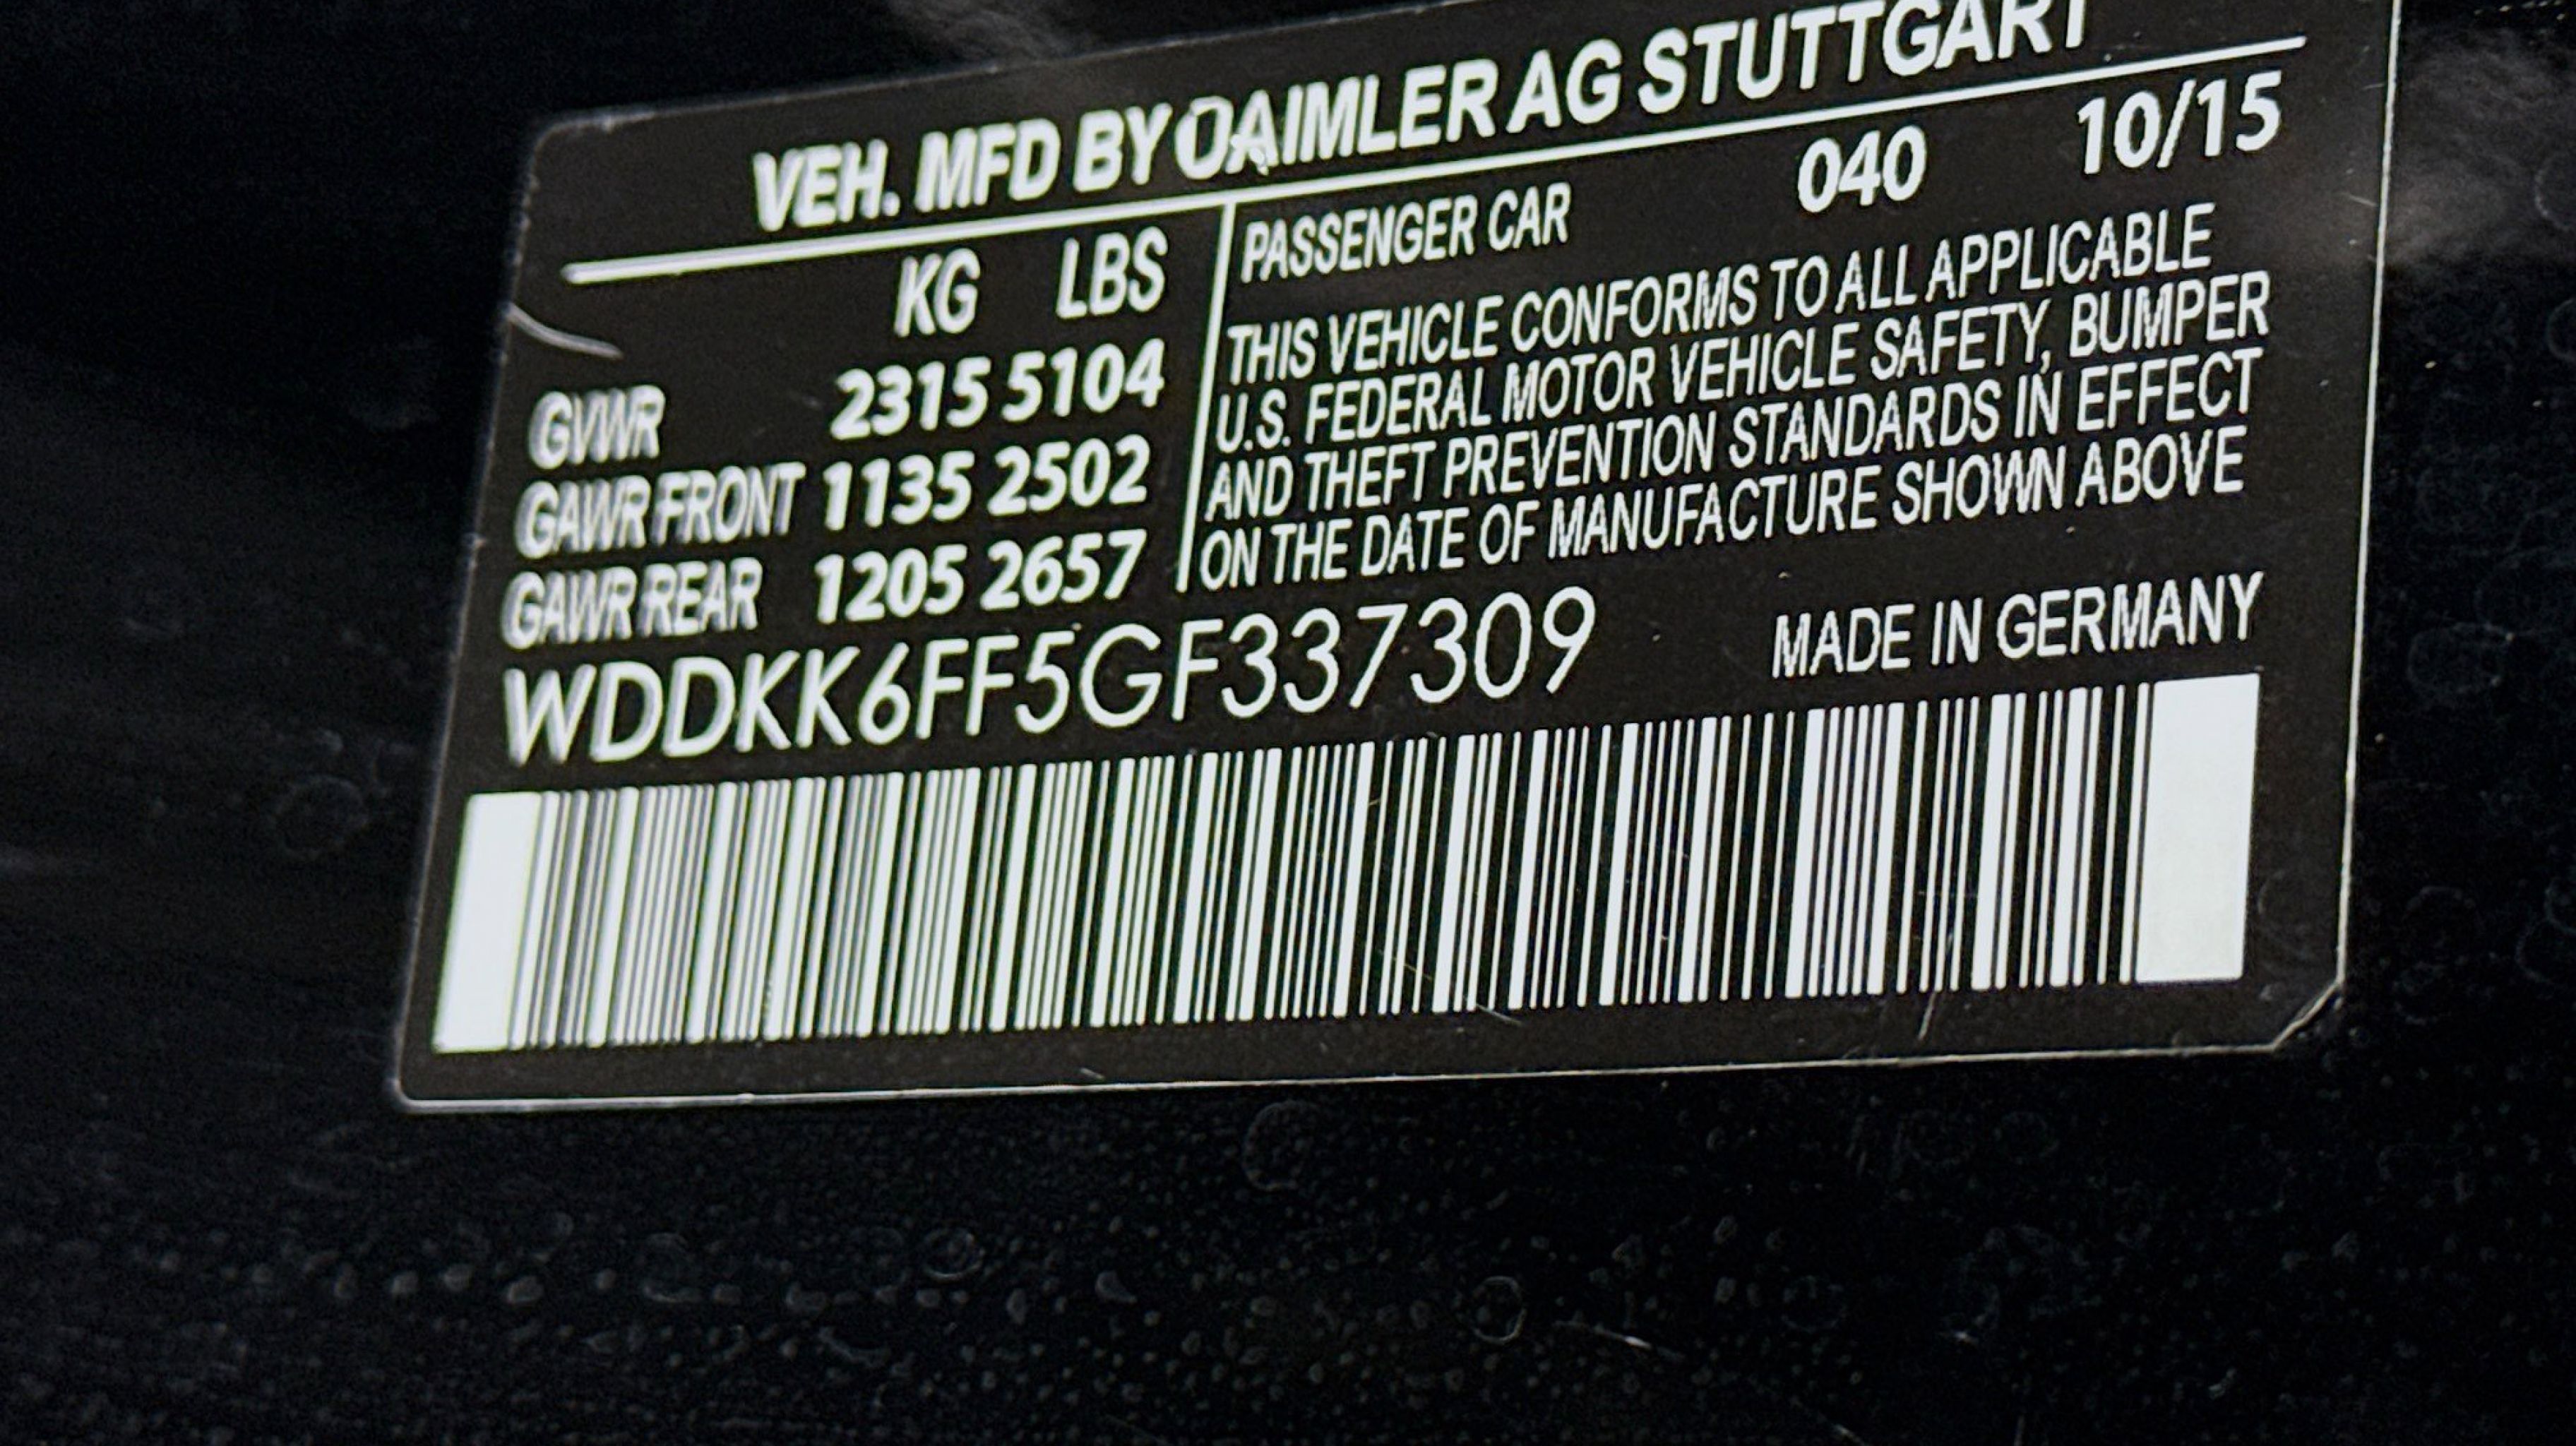 VEH. MFD BY DAIMLER AG STUTTGART
KG LBS
GVWR 2315 5104
GAWR FRONT 1135 2502
GAWR REAR 1205 2657
PASSENGER CAR 040 10/15
THIS VEHICLE CONFORMS TO ALL APPLICABLE
U.S. FEDERAL MOTOR VEHICLE SAFETY, BUMPER
AND THEFT PREVENTION STANDARDS IN EFFECT
ON THE DATE OF MANUFACTURE SHOWN ABOVE
WDDKK6FF5GF337309 MADE IN GERMANY